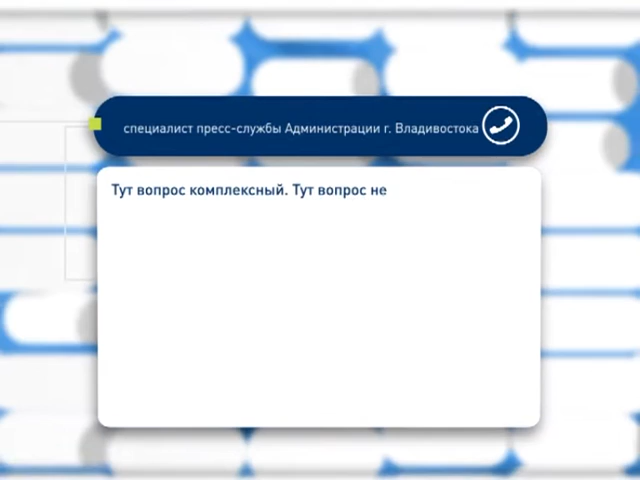 специалист пресс-службы Администрации г. Владивостока
Тут вопрос комплексный. Тут вопрос не